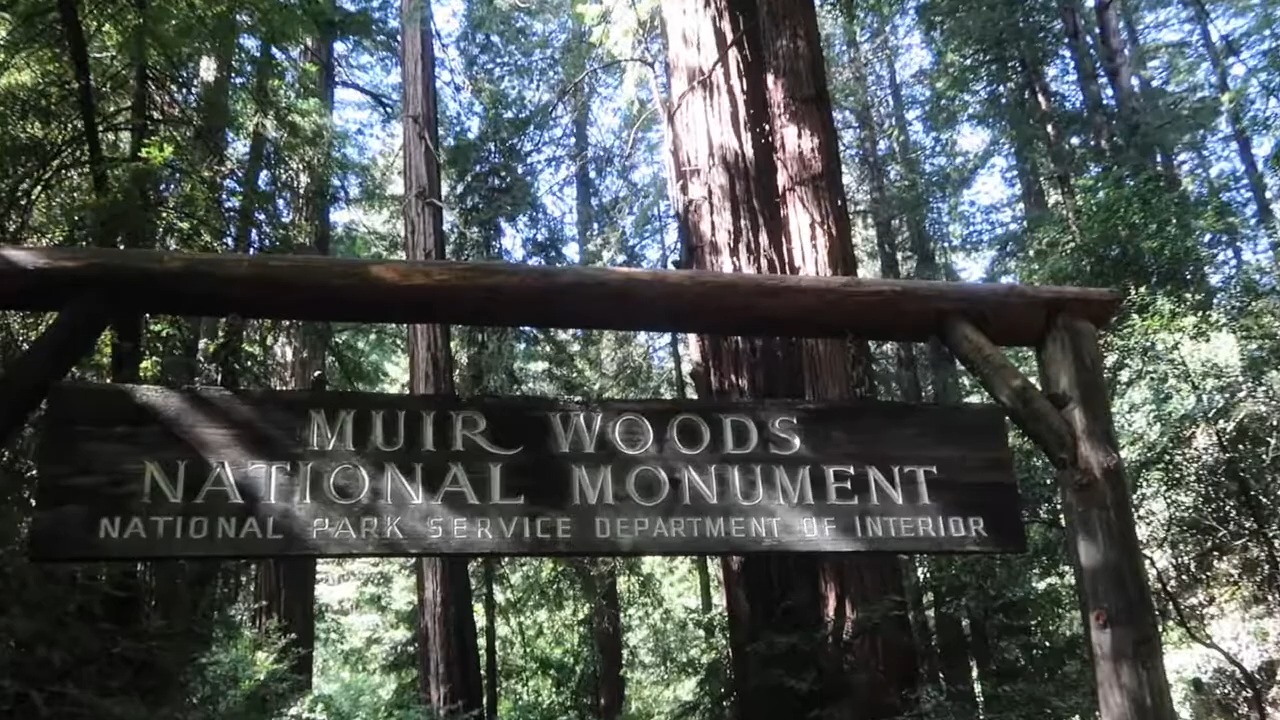 MUIR WOODS
NATIONAL MONUMENT
NATIONAL PARK SERVICE DEPARTMENT OF INTERIOR